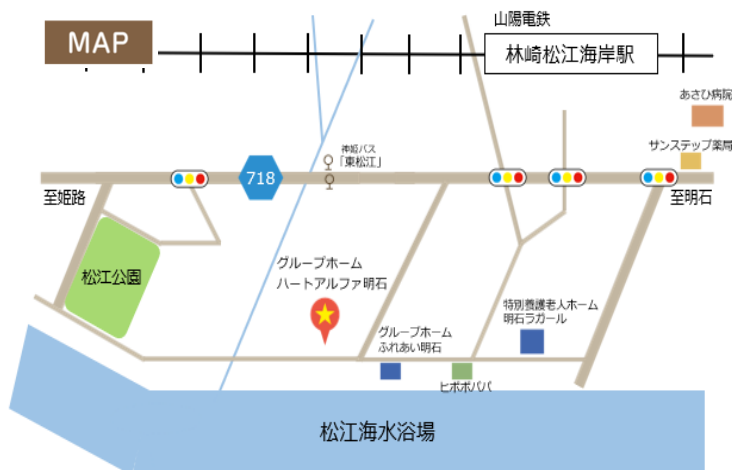 MAP
山陽電鉄
林崎松江海岸駅
あさひ病院
サンステップ薬局
神姫バス
「東松江」
718
至姫路
至明石
松江公園
グループホーム
ハートアルファ明石
グループホーム
ふれあい明石
特別養護老人ホーム
明石ラガール
ヒポポパパ
松江海水浴場